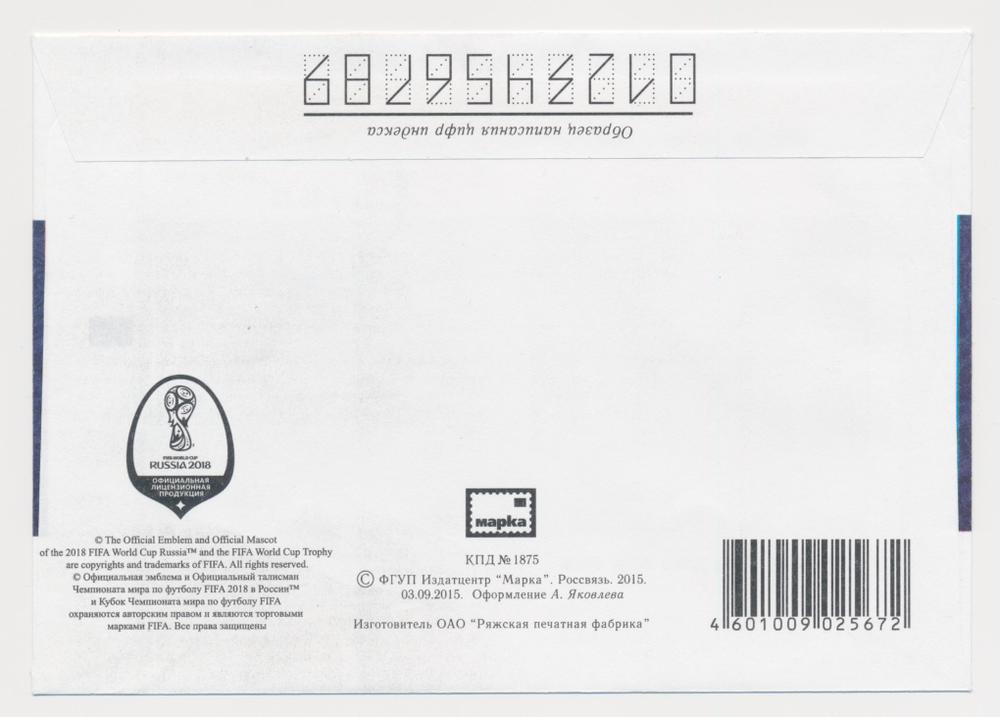 0123456789
Образец написания цифр индекса
FIFA WORLD CUP
RUSSIA 2018
ОФИЦИАЛЬНАЯ
ЛИЦЕНЗИОННАЯ
ПРОДУКЦИЯ
© The Official Emblem and Official Mascot
of the 2018 FIFA World Cup Russia™ and the FIFA World Cup Trophy
are copyrights and trademarks of FIFA. All rights reserved.
© Официальная эмблема и Официальный талисман
Чемпионата мира по футболу FIFA 2018 в России™
и Кубок Чемпионата мира по футболу FIFA
охраняются авторским правом и являются торговыми
марками FIFA. Все права защищены
марка
КПД № 1875
© ФГУП Издатцентр “Марка”. Россвязь. 2015.
03.09.2015. Оформление А. Яковлева
Изготовитель ОАО “Ряжская печатная фабрика”
4 601009 025672